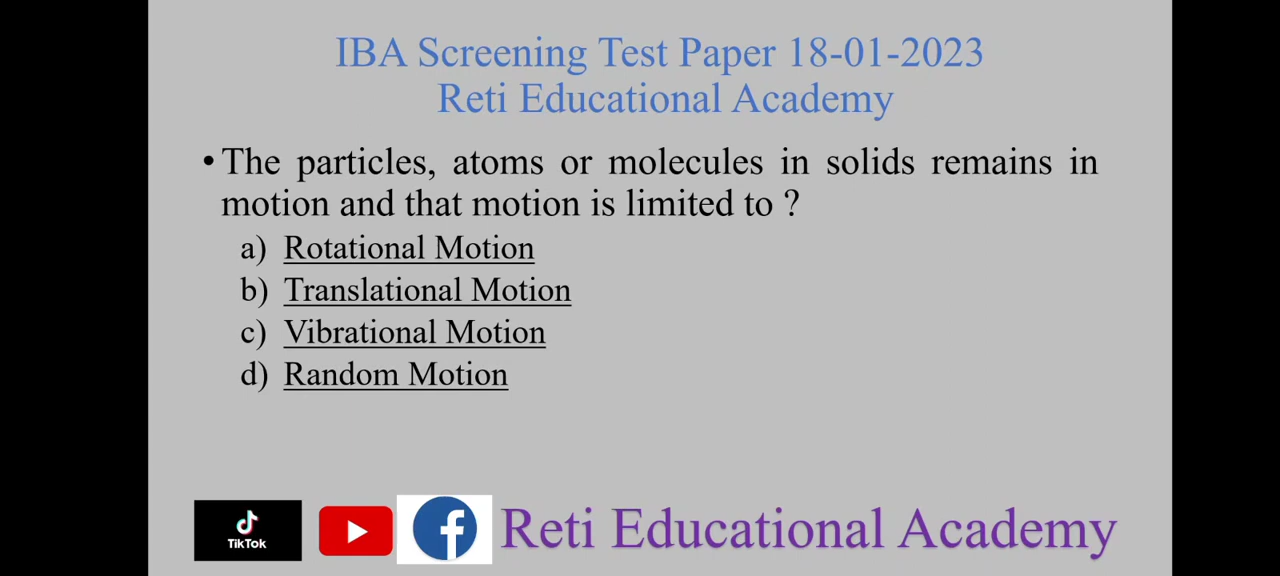 IBA Screening Test Paper 18-01-2023
Reti Educational Academy
• The particles, atoms or molecules in solids remains in
motion and that motion is limited to ?
a) Rotational Motion
b) Translational Motion
c) Vibrational Motion
d) Random Motion
TikTok
Reti Educational Academy